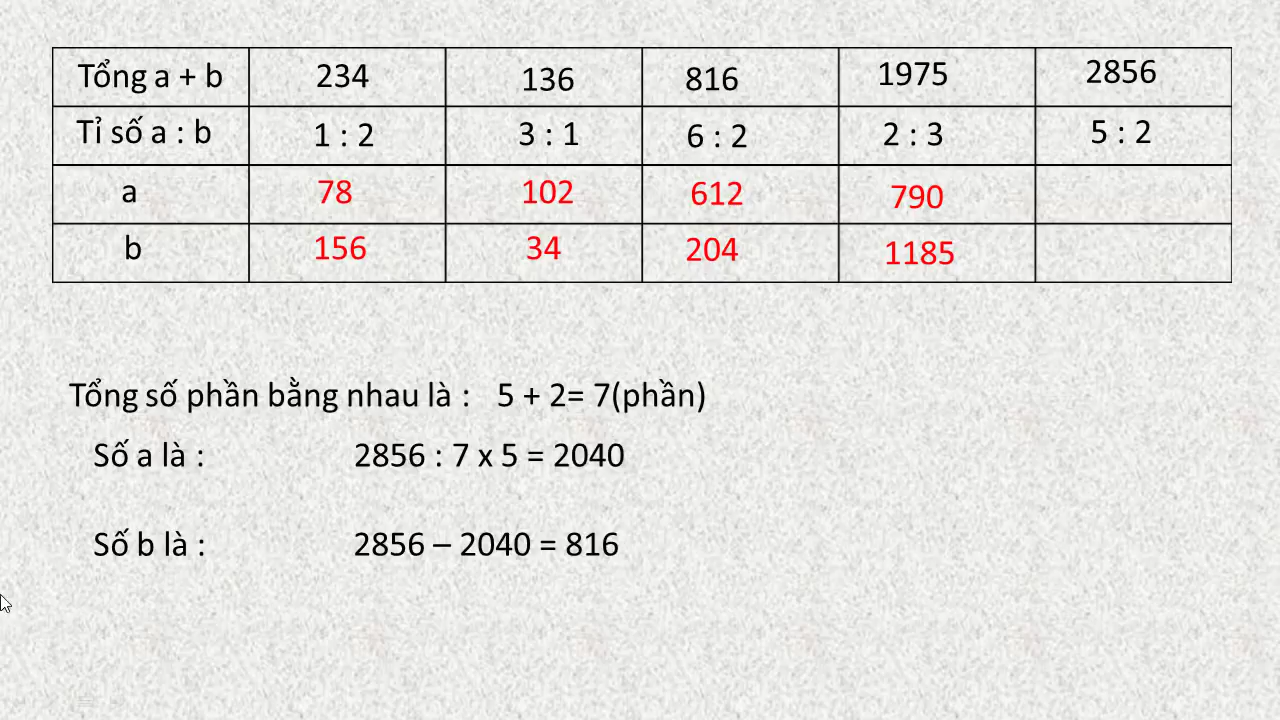 Tổng a + b 234 136 816 1975 2856
Tỉ số a : b 1 : 2 3 : 1 6 : 2 2 : 3 5 : 2
a 78 102 612 790
b 156 34 204 1185
Tổng số phần bằng nhau là : 5 + 2= 7(phần)
Số a là : 2856 : 7 x 5 = 2040
Số b là : 2856 – 2040 = 816